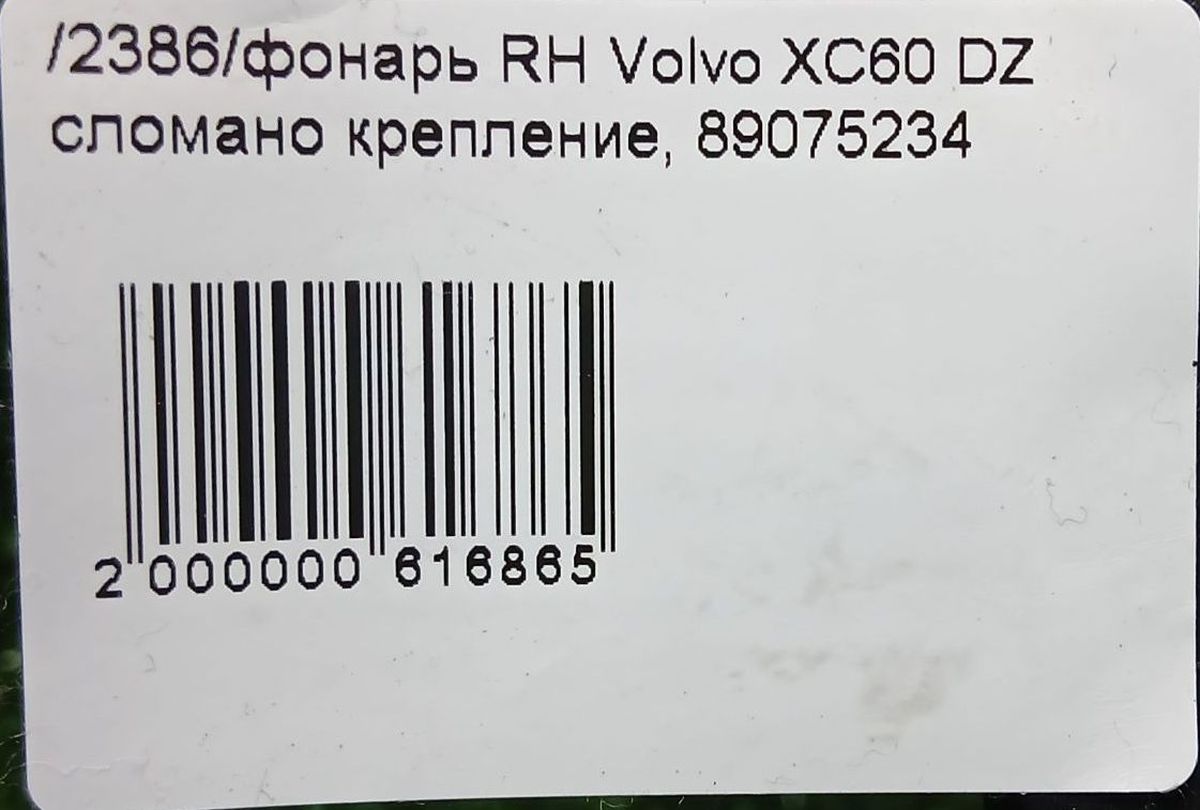 /2386/фонарь RH Volvo XC60 DZ
сломано крепление, 89075234
2 000000 616865